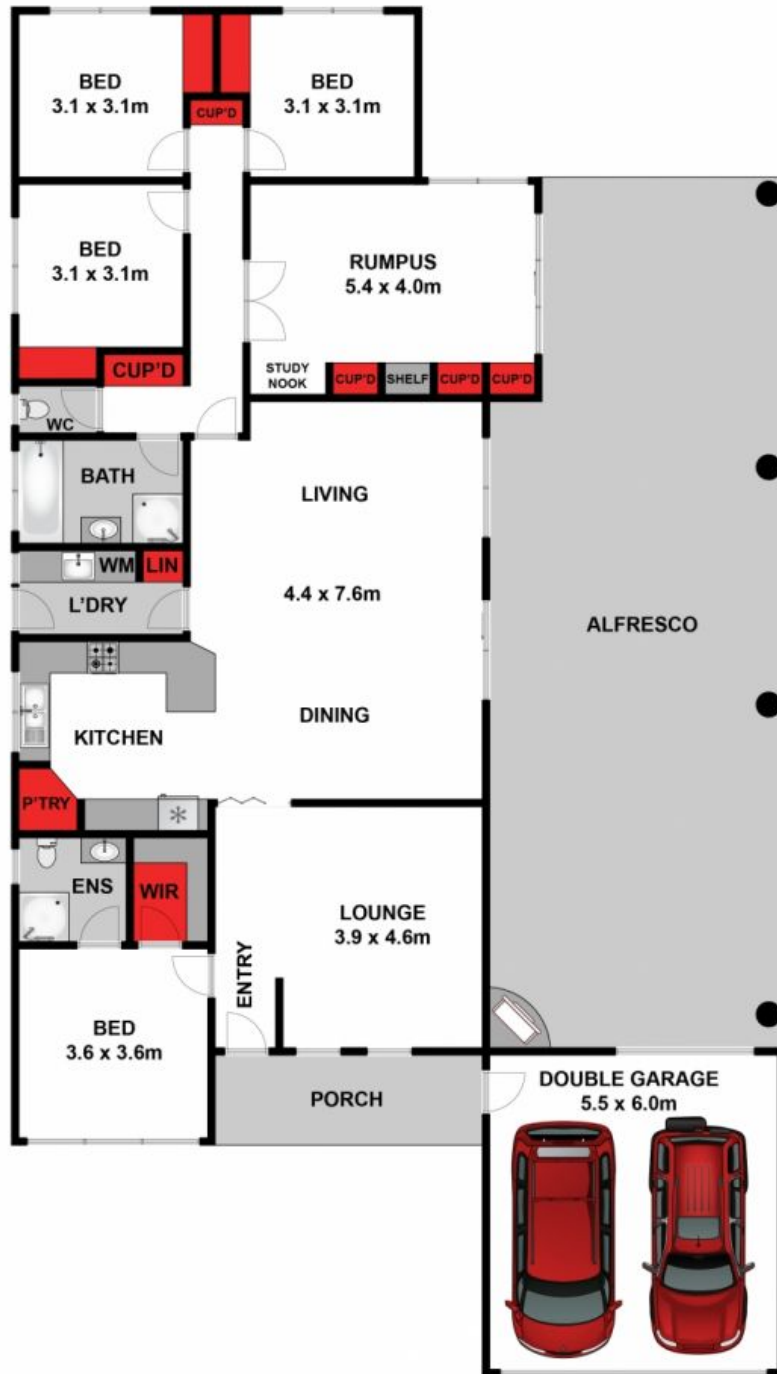 BED
3.1 x 3.1m
BED
3.1 x 3.1m
CUP'D
BED
3.1 x 3.1m
RUMPUS
5.4 x 4.0m
CUP'D
STUDY
NOOK
CUP'D
SHELF
CUP'D
CUP'D
WC
BATH
LIVING
WM
LIN
L'DRY
4.4 x 7.6m
ALFRESCO
KITCHEN
DINING
P'TRY
ENS
WIR
LOUNGE
3.9 x 4.6m
ENTRY
BED
3.6 x 3.6m
PORCH
DOUBLE GARAGE
5.5 x 6.0m